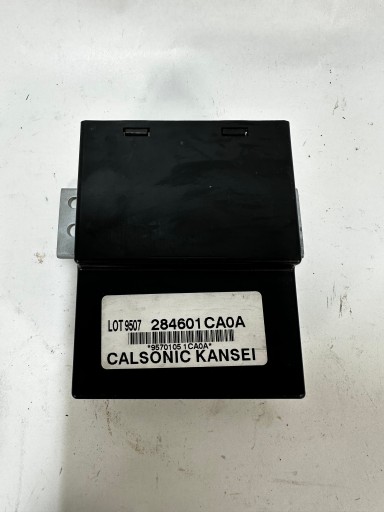 LOT 9507 284601CA0A
*9570105 1CA0A*
CALSONIC KANSEI